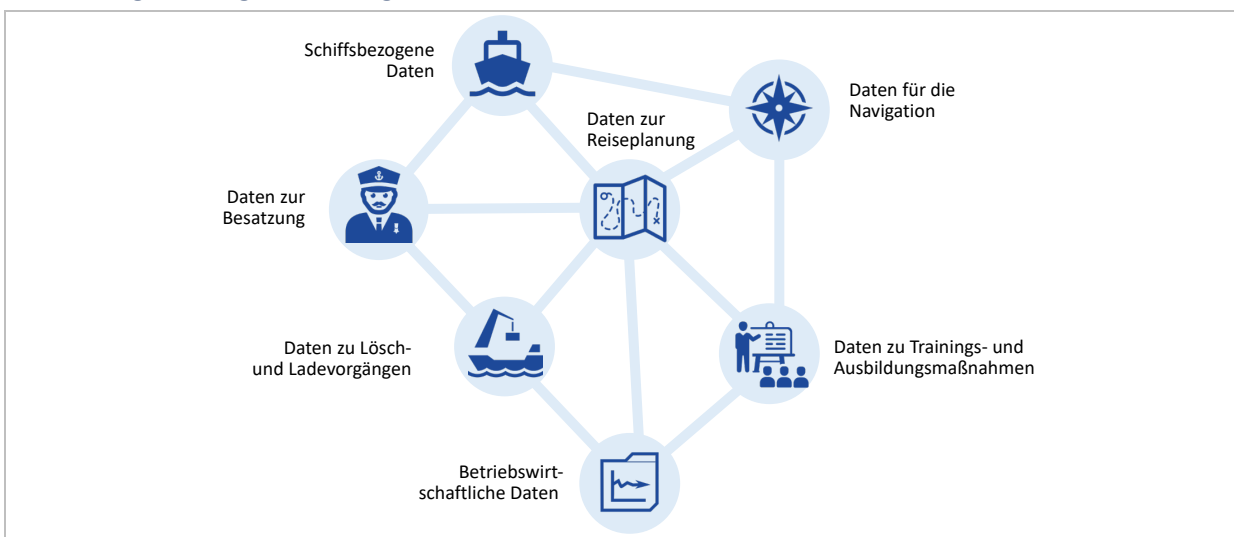 Schiffsbezogene
Daten
Daten für die
Navigation
Daten zur
Reiseplanung
Daten zur
Besatzung
Daten zu Lösch-
und Ladevorgängen
Daten zu Trainings- und
Ausbildungsmaßnahmen
Betriebswirt-
schaftliche Daten